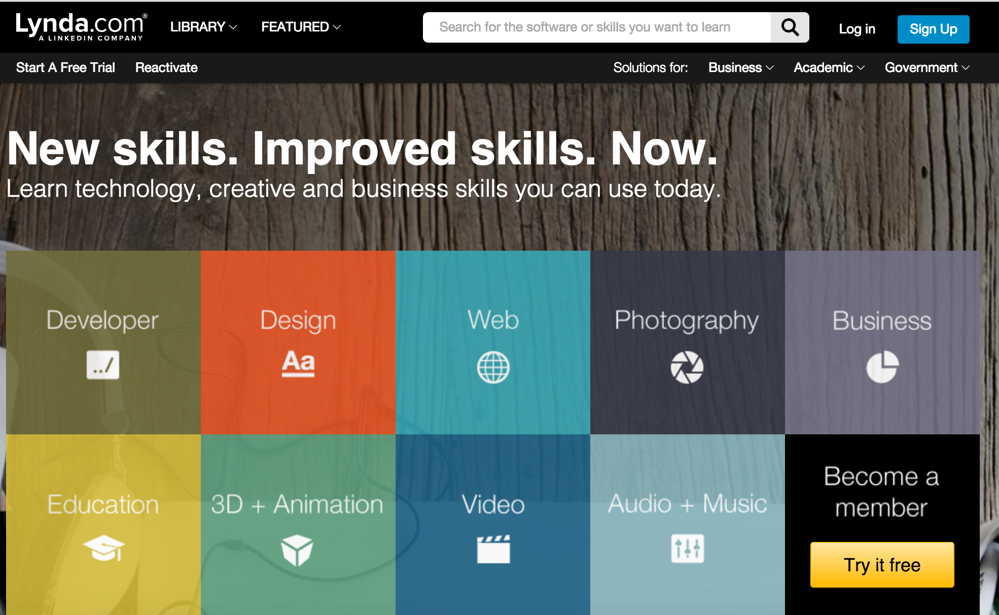 Lynda.com®
A LINKEDIN COMPANY
LIBRARY
FEATURED
Search for the software or skills you want to learn
Log in
Sign Up
Start A Free Trial
Reactivate
Solutions for:
Business
Academic
Government
New skills. Improved skills. Now.
Learn technology, creative and business skills you can use today.
Developer
../
Design
Aa
Web
Photography
Business
Education
3D + Animation
Video
Audio + Music
Become a
member
Try it free